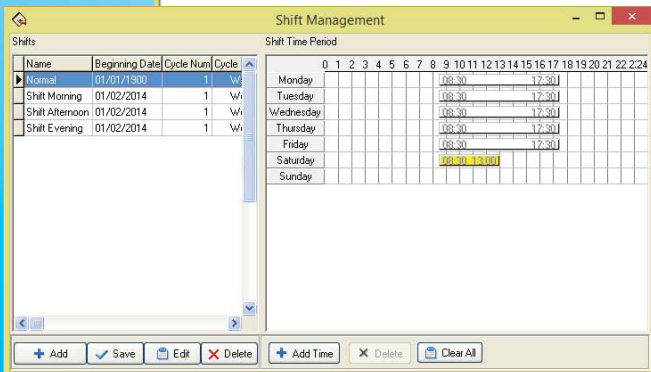 Shift Management
Shifts
Shift Time Period
Name Beginning Date Cycle Num Cycle
Normal 01/01/1900 1 W
Shift Morning 01/02/2014 1 W
Shift Afternoon 01/02/2014 1 W
Shift Evening 01/02/2014 1 W
0 1 2 3 4 5 6 7 8 9 10 11 12 13 14 15 16 17 18 19 20 21 22 2:24
Monday 08:30 17:30
Tuesday 08:30 17:30
Wednesday 08:30 17:30
Thursday 08:30 17:30
Friday 08:30 17:30
Saturday 08:30 13:00
Sunday
Add Save Edit Delete
Add Time Delete Clear All